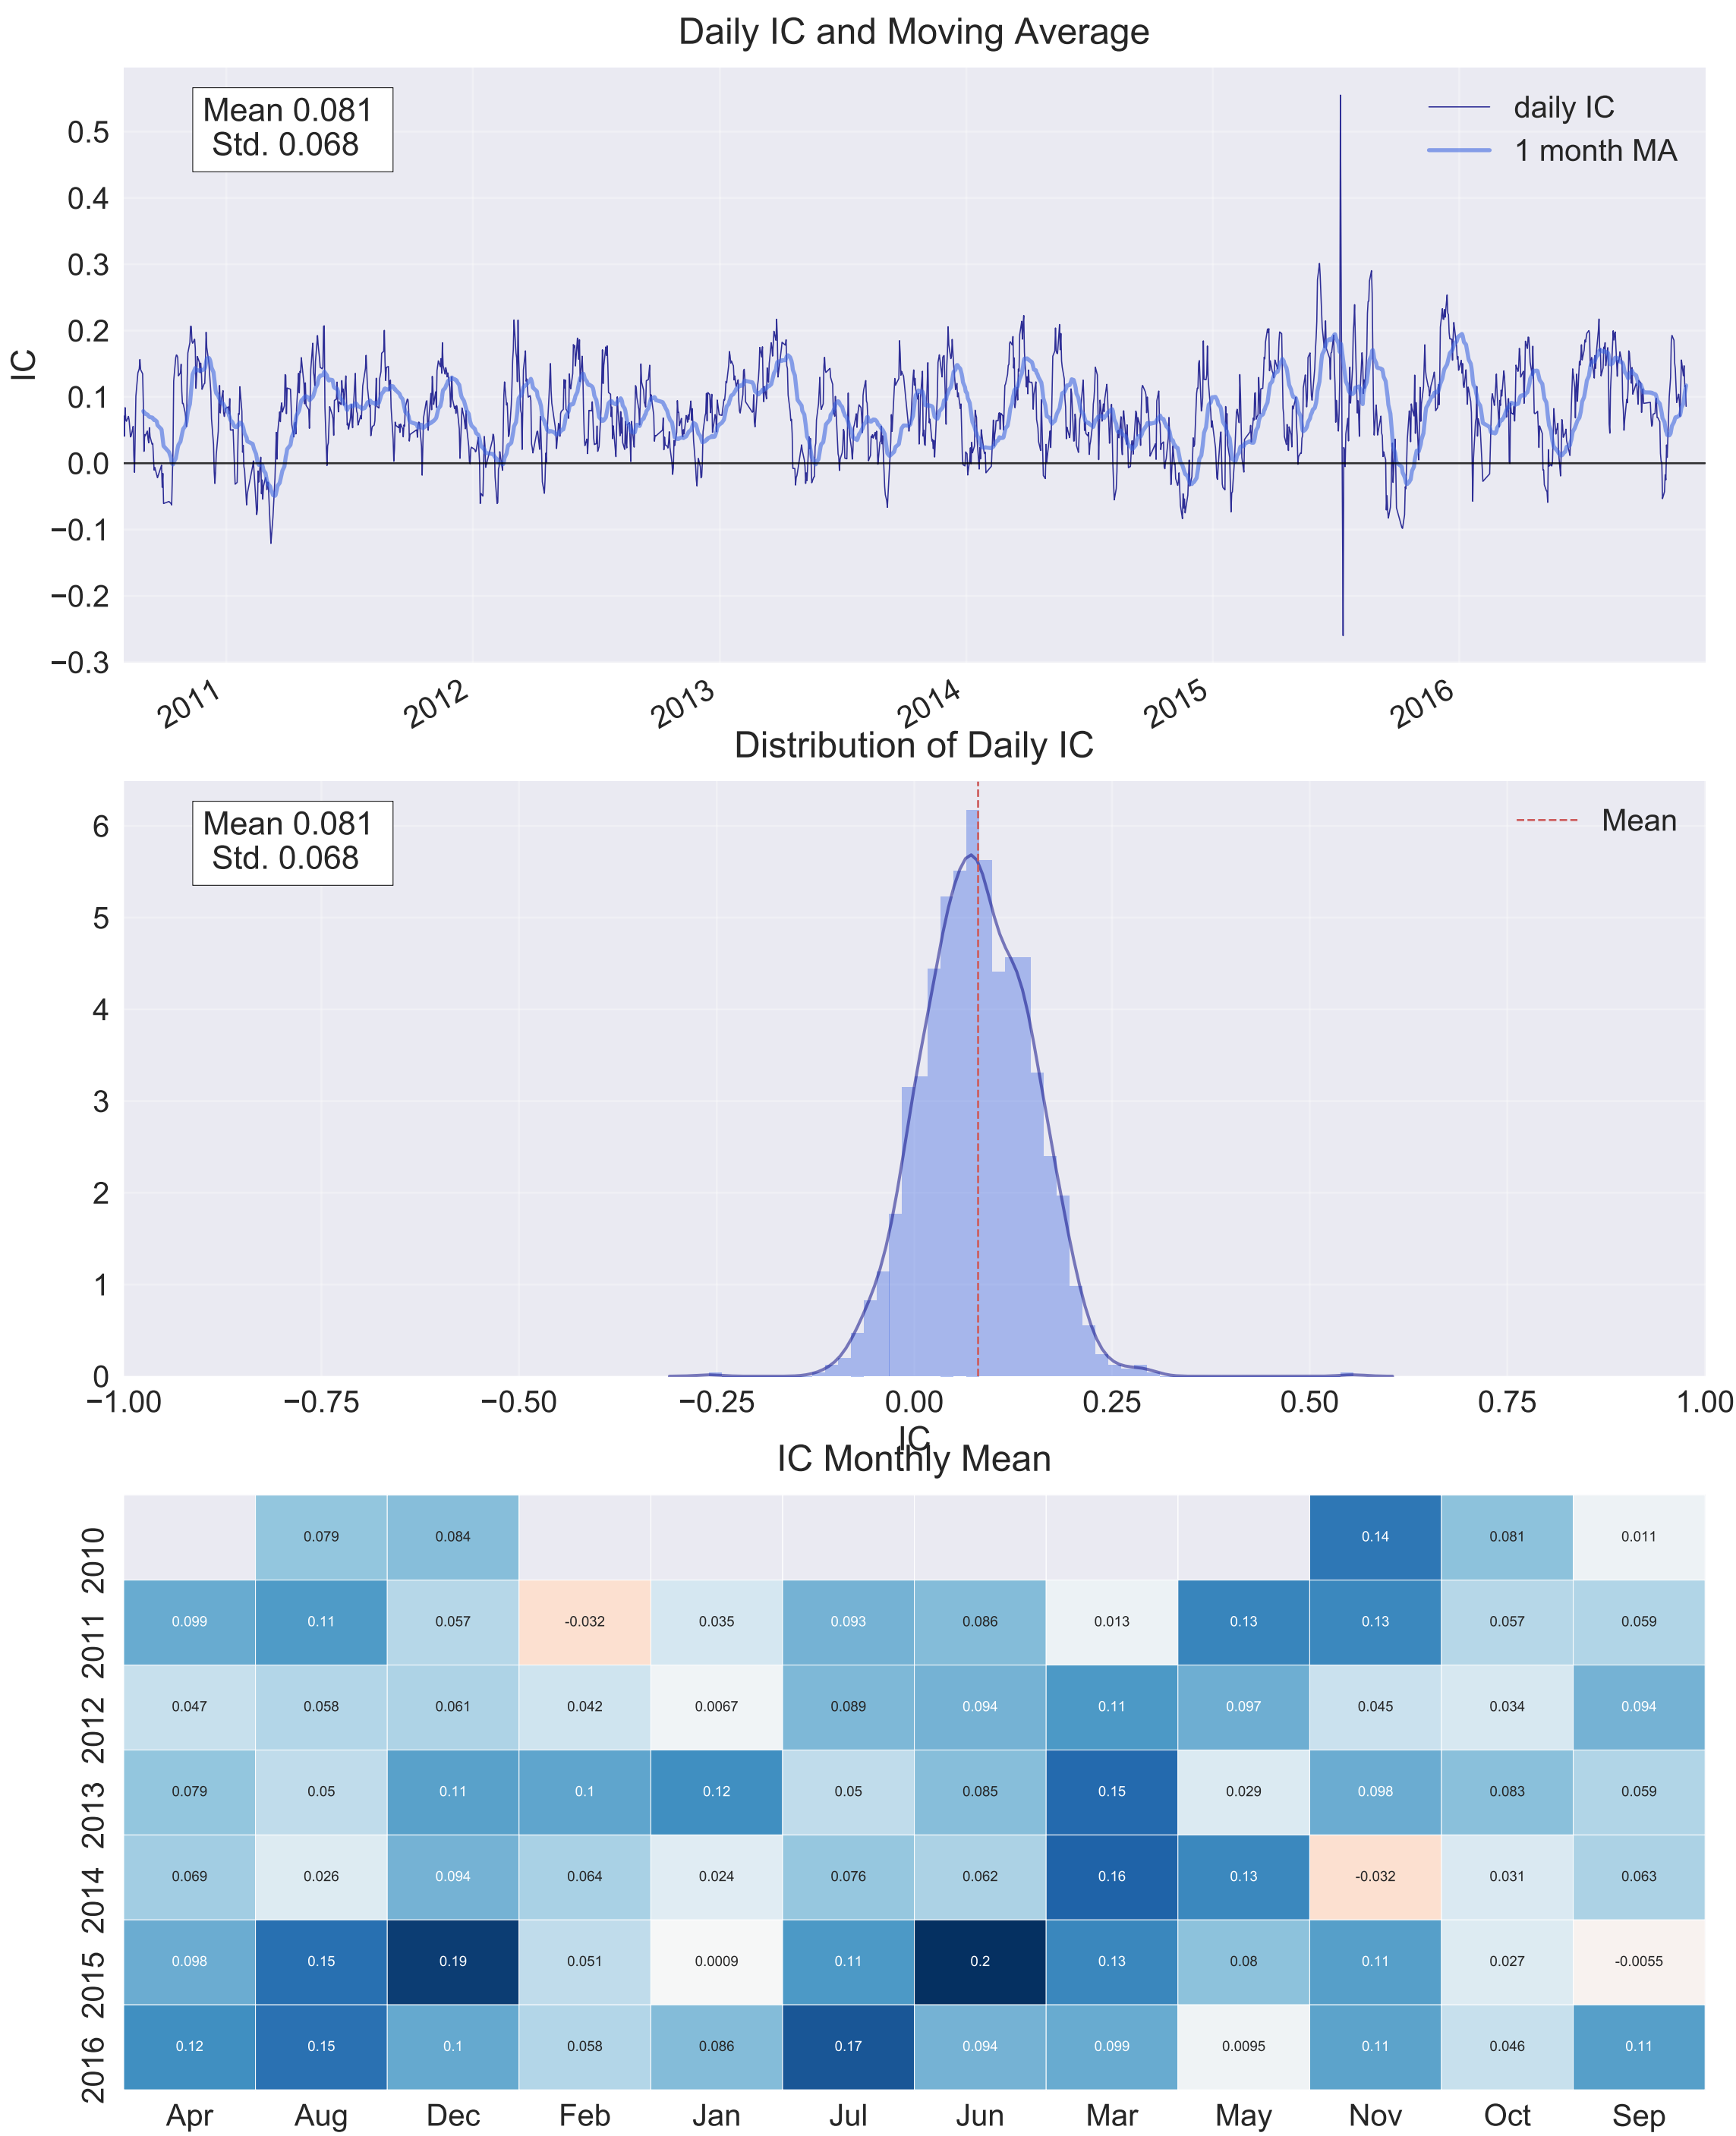 Daily IC and Moving Average
Mean 0.081
Std. 0.068
daily IC
1 month MA
IC
0.5
0.4
0.3
0.2
0.1
0.0
−0.1
−0.2
−0.3
2011 2012 2013 2014 2015 2016
Distribution of Daily IC
Mean 0.081
Std. 0.068
Mean
6
5
4
3
2
1
0
−1.00 −0.75 −0.50 −0.25 0.00 0.25 0.50 0.75 1.00
IC
IC Monthly Mean
2010 0.079 0.084 0.14 0.081 0.011
2011 0.099 0.11 0.057 -0.032 0.035 0.093 0.086 0.013 0.13 0.13 0.057 0.059
2012 0.047 0.058 0.061 0.042 0.0067 0.089 0.094 0.11 0.097 0.045 0.034 0.094
2013 0.079 0.05 0.11 0.1 0.12 0.05 0.085 0.15 0.029 0.098 0.083 0.059
2014 0.069 0.026 0.094 0.064 0.024 0.076 0.062 0.16 0.13 -0.032 0.031 0.063
2015 0.098 0.15 0.19 0.051 0.0009 0.11 0.2 0.13 0.08 0.11 0.027 -0.0055
2016 0.12 0.15 0.1 0.058 0.086 0.17 0.094 0.099 0.0095 0.11 0.046 0.11
Apr Aug Dec Feb Jan Jul Jun Mar May Nov Oct Sep